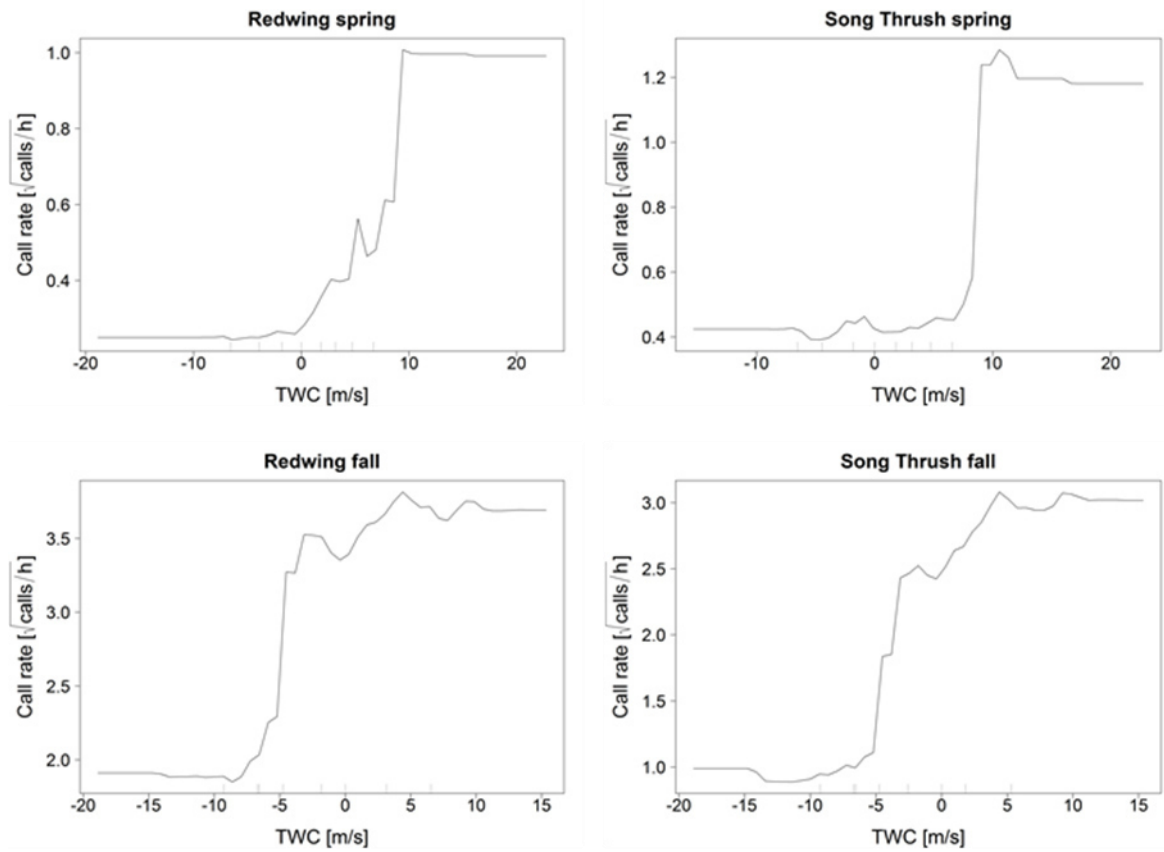 Redwing spring
Call rate [√calls/h]
1.0
0.8
0.6
0.4
-20 -10 0 10 20
TWC [m/s]
Song Thrush spring
Call rate [√calls/h]
1.2
1.0
0.8
0.6
0.4
-10 0 10 20
TWC [m/s]
Redwing fall
Call rate [√calls/h]
3.5
3.0
2.5
2.0
-20 -15 -10 -5 0 5 10 15
TWC [m/s]
Song Thrush fall
Call rate [√calls/h]
3.0
2.5
2.0
1.5
1.0
-20 -15 -10 -5 0 5 10 15
TWC [m/s]